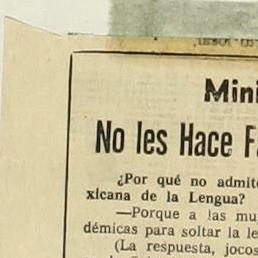 Mini
No les Hace F
¿Por qué no admit
xicana de la Lengua?
—Porque a las mu
démicas para soltar la le
(La respuesta, jocos